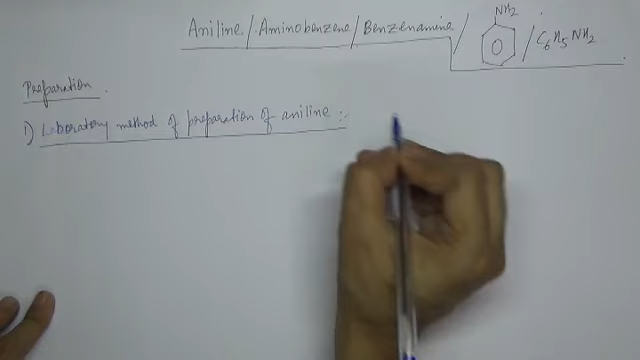 Aniline / Aminobenzene / Benzenamine / NH₂ / C₆H₅NH₂
Preparation.
1) Laboratory method of preparation of aniline :-